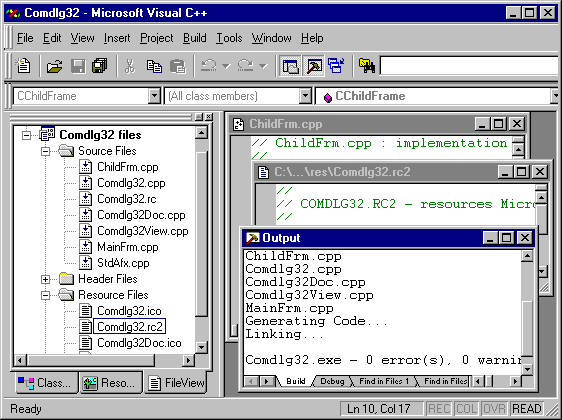 Comdlg32 - Microsoft Visual C++
File Edit View Insert Project Build Tools Window Help
CChildFrame (All class members) CChildFrame
Comdlg32 files
Source Files
ChildFrm.cpp
Comdlg32.cpp
Comdlg32.rc
Comdlg32Doc.cpp
Comdlg32View.cpp
MainFrm.cpp
StdAfx.cpp
Header Files
Resource Files
Comdlg32.ico
Comdlg32.rc2
Comdlg32Doc.ico
Class... Reso... FileView
ChildFrm.cpp
// ChildFrm.cpp : implementation
//
C:\...\res\Comdlg32.rc2
//
// COMDLG32.RC2 - resources Micro
//
Output
ChildFrm.cpp
Comdlg32.cpp
Comdlg32Doc.cpp
Comdlg32View.cpp
MainFrm.cpp
Generating Code...
Linking...
Comdlg32.exe - 0 error(s), 0 warnin
Build Debug Find in Files 1 Find in Files
Ready Ln 10, Col 17 REC COL OVR READ